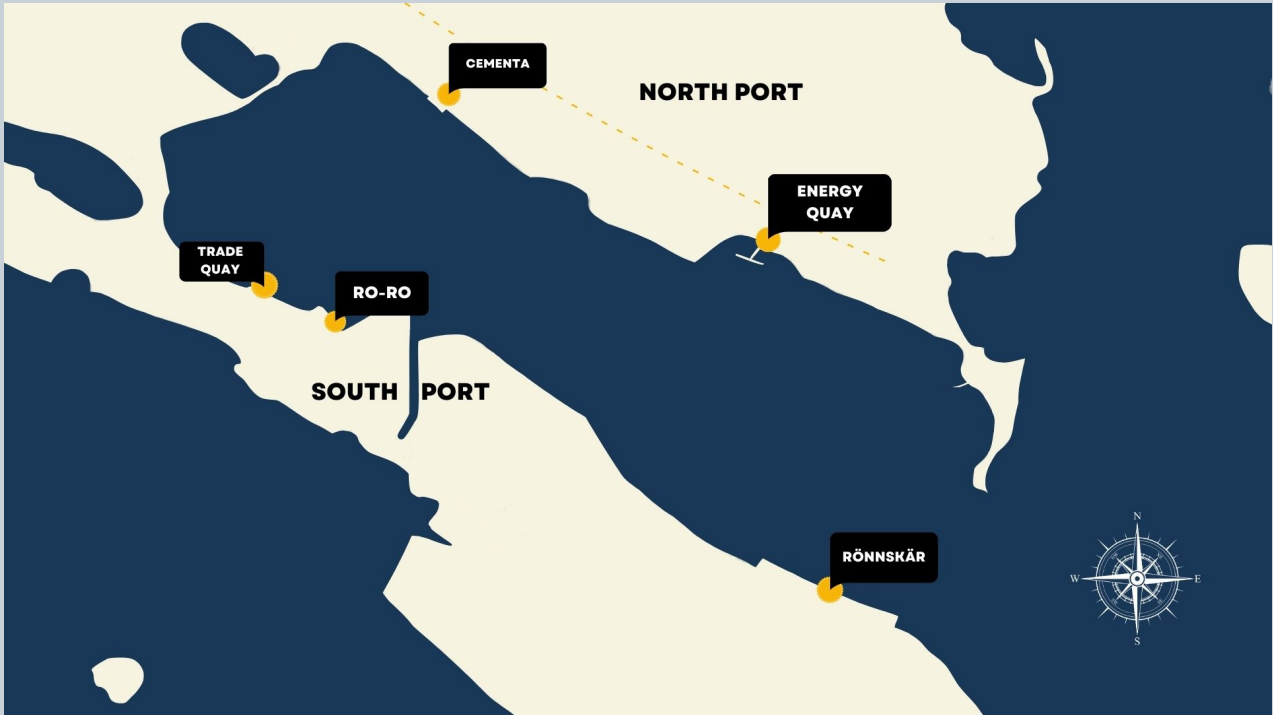 CEMENTA
NORTH PORT
ENERGY
QUAY
TRADE
QUAY
RO-RO
SOUTH PORT
RÖNNSKÄR
N
W E
S